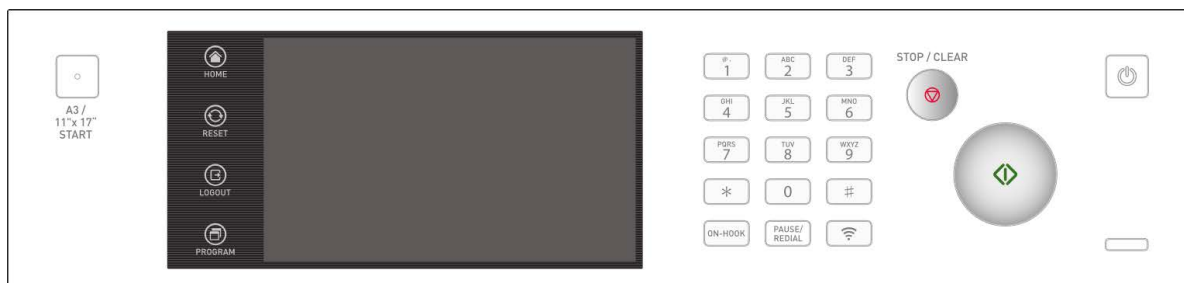 A3 /
11"x 17"
START
HOME
RESET
LOGOUT
PROGRAM
@.
1
ABC
2
DEF
3
GHI
4
JKL
5
MNO
6
PQRS
7
TUV
8
WXYZ
9
*
0
#
ON-HOOK
PAUSE/
REDIAL
STOP / CLEAR